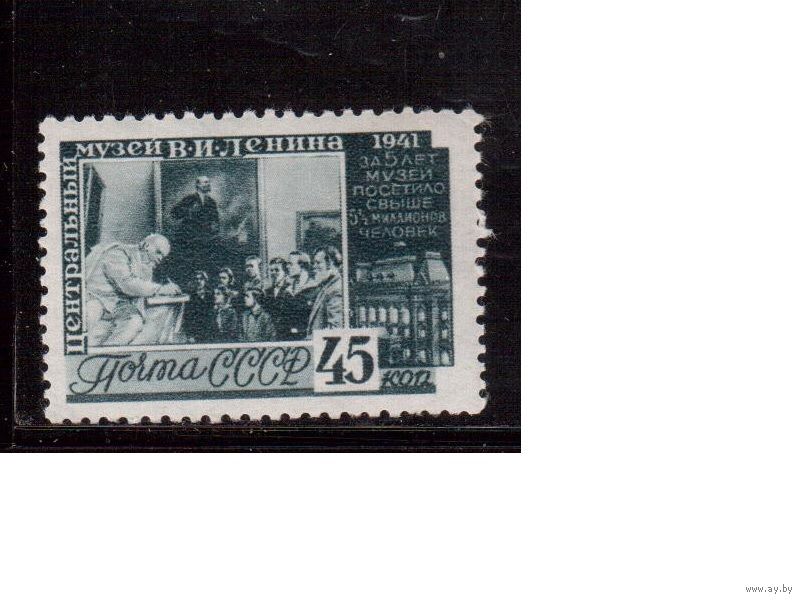 Центральный
музей В.И.Ленина
1941
ЗА 5 ЛЕТ
МУЗЕЙ
ПОСЕТИЛО
СВЫШЕ
5½ МИЛЛИОНОВ
ЧЕЛОВЕК
Почта СССР 45 коп
www.ay.by